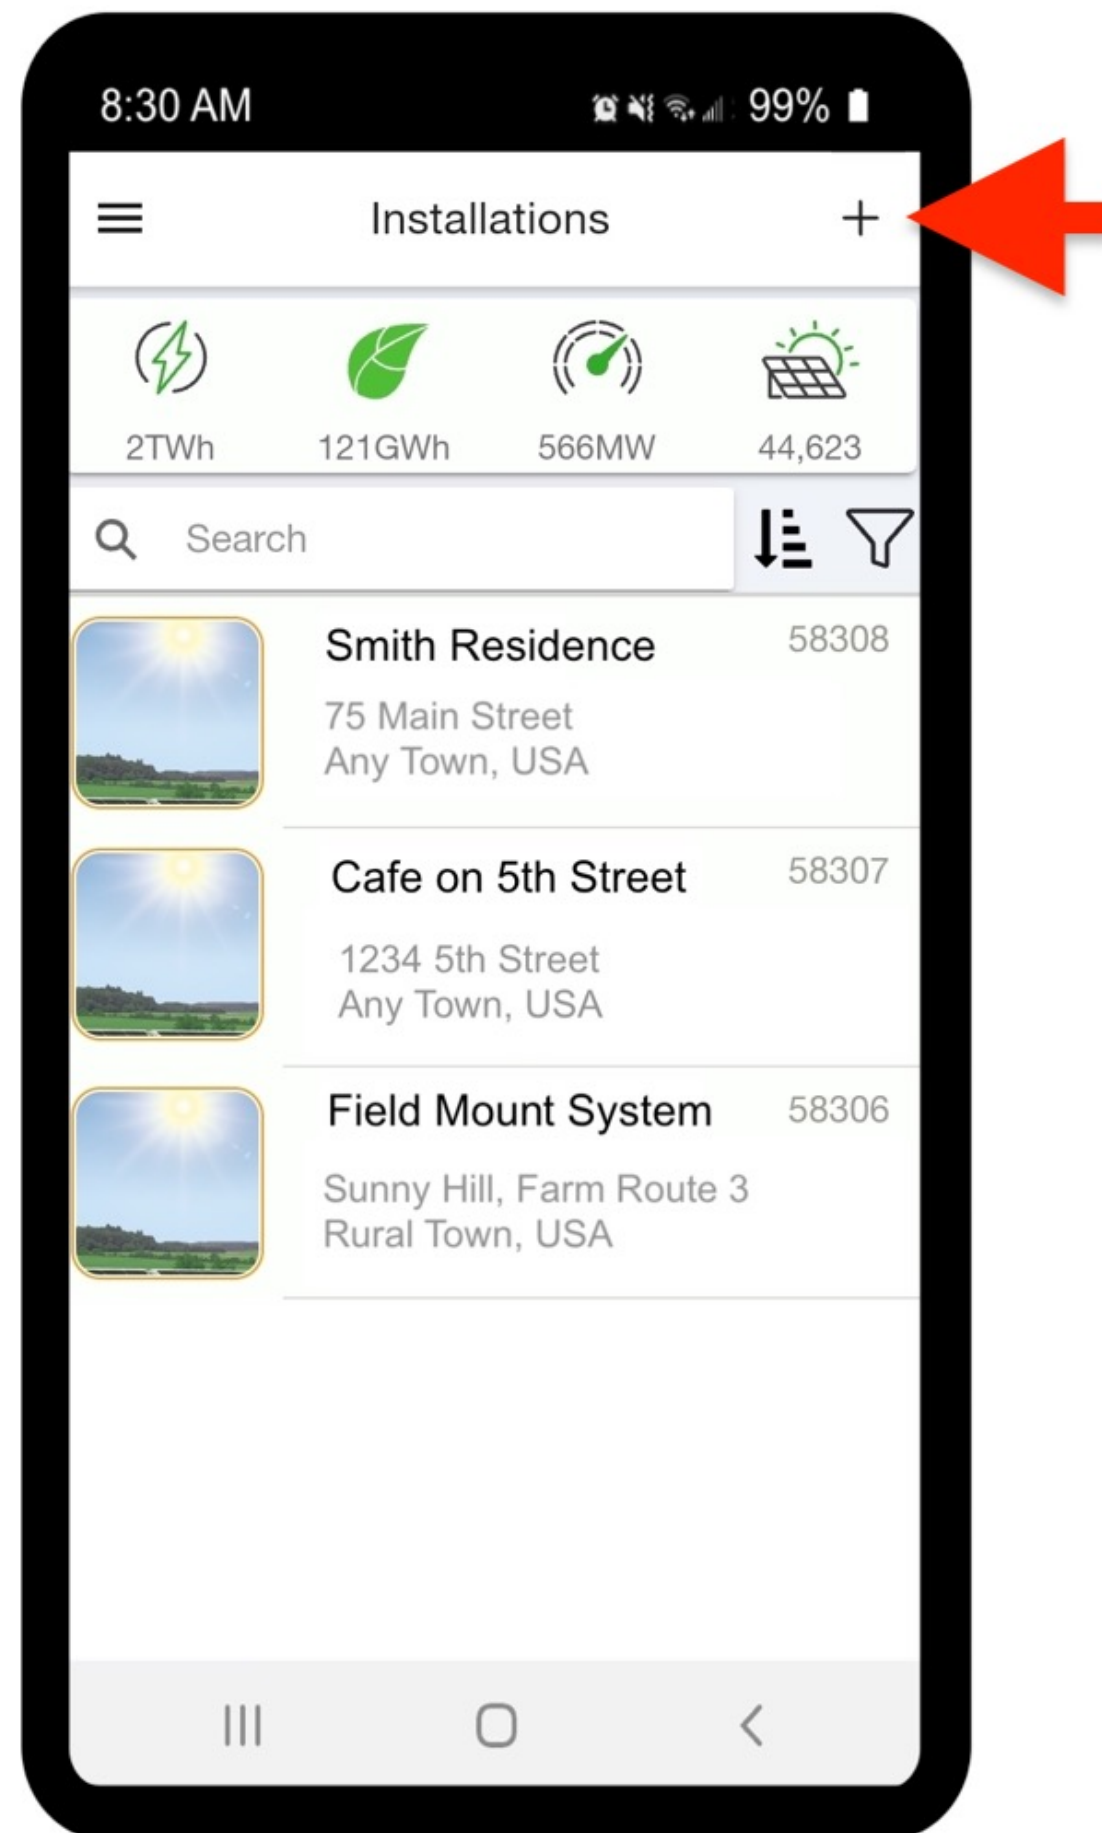 8:30 AM 99%
Installations
2TWh 121GWh 566MW 44,623
Search
Smith Residence 58308
75 Main Street
Any Town, USA
Cafe on 5th Street 58307
1234 5th Street
Any Town, USA
Field Mount System 58306
Sunny Hill, Farm Route 3
Rural Town, USA